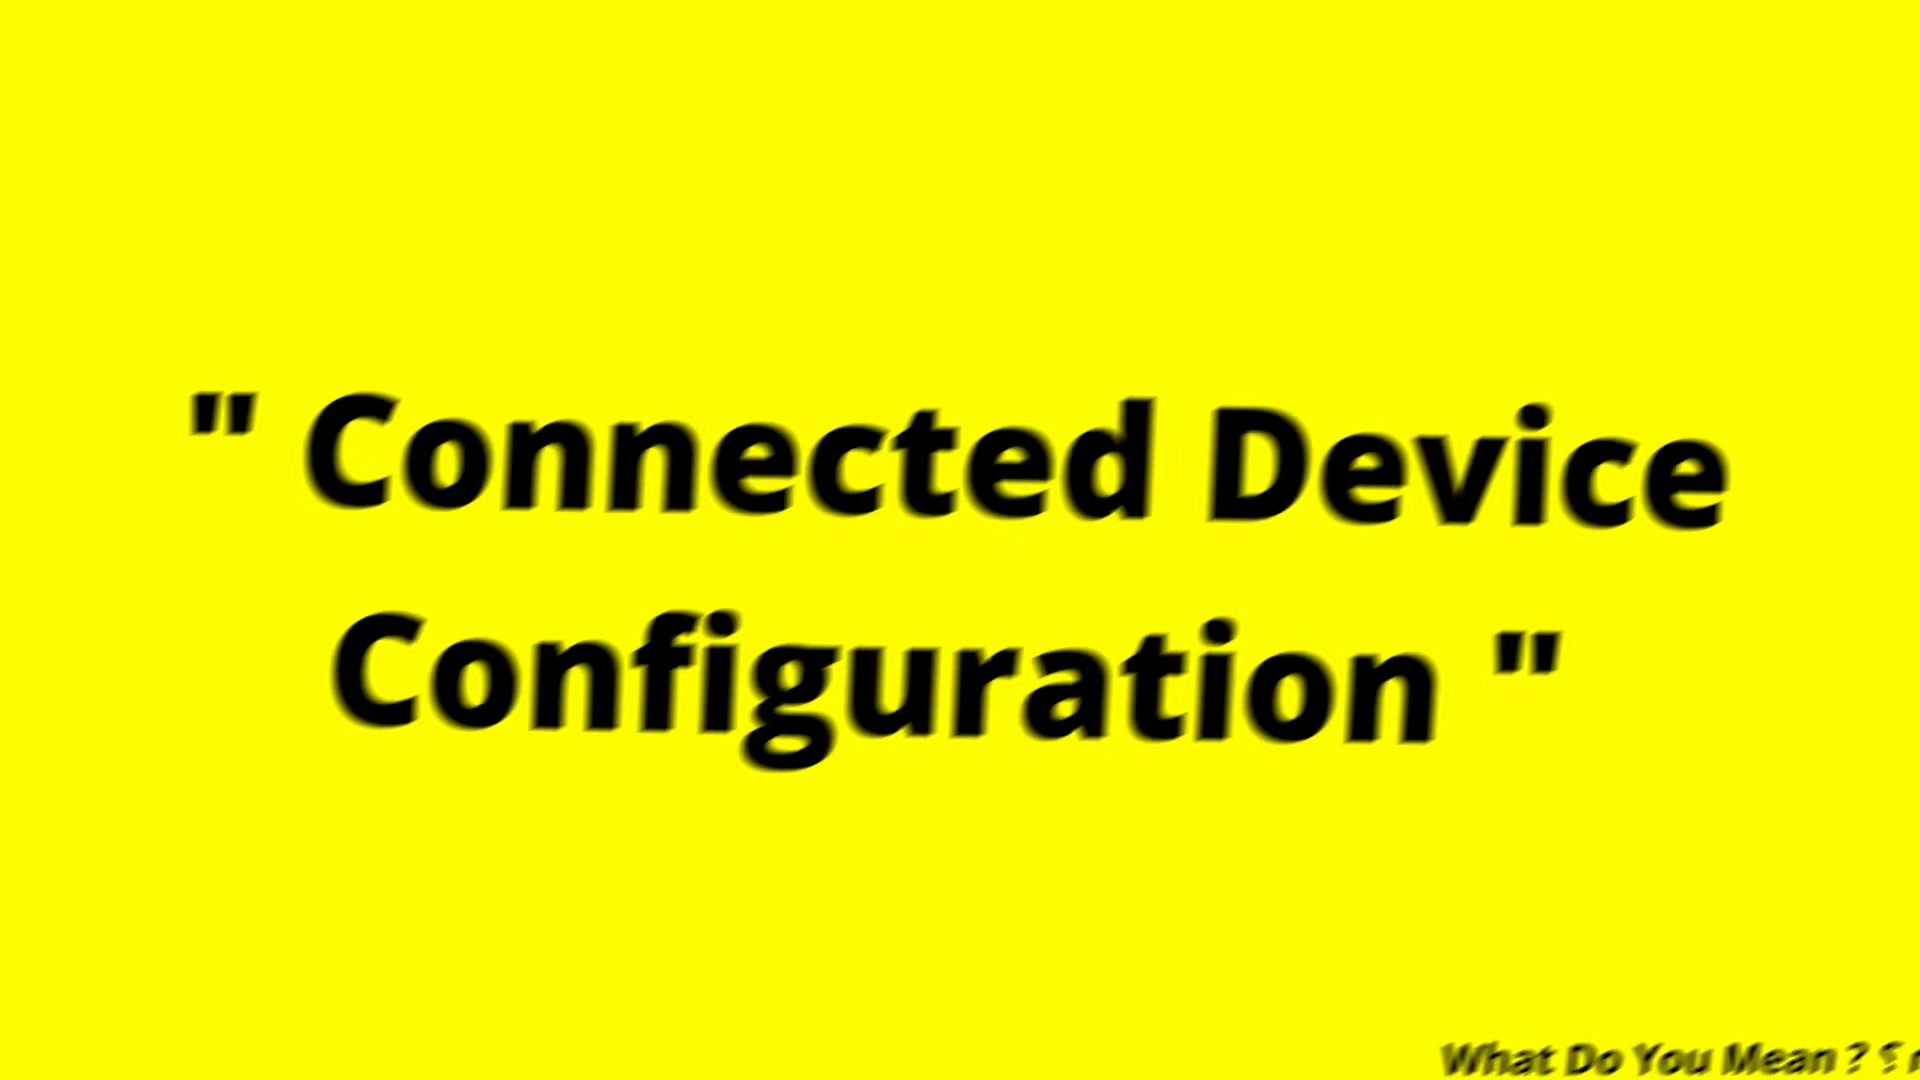 " Connected Device
Configuration "
What Do You Mean ?